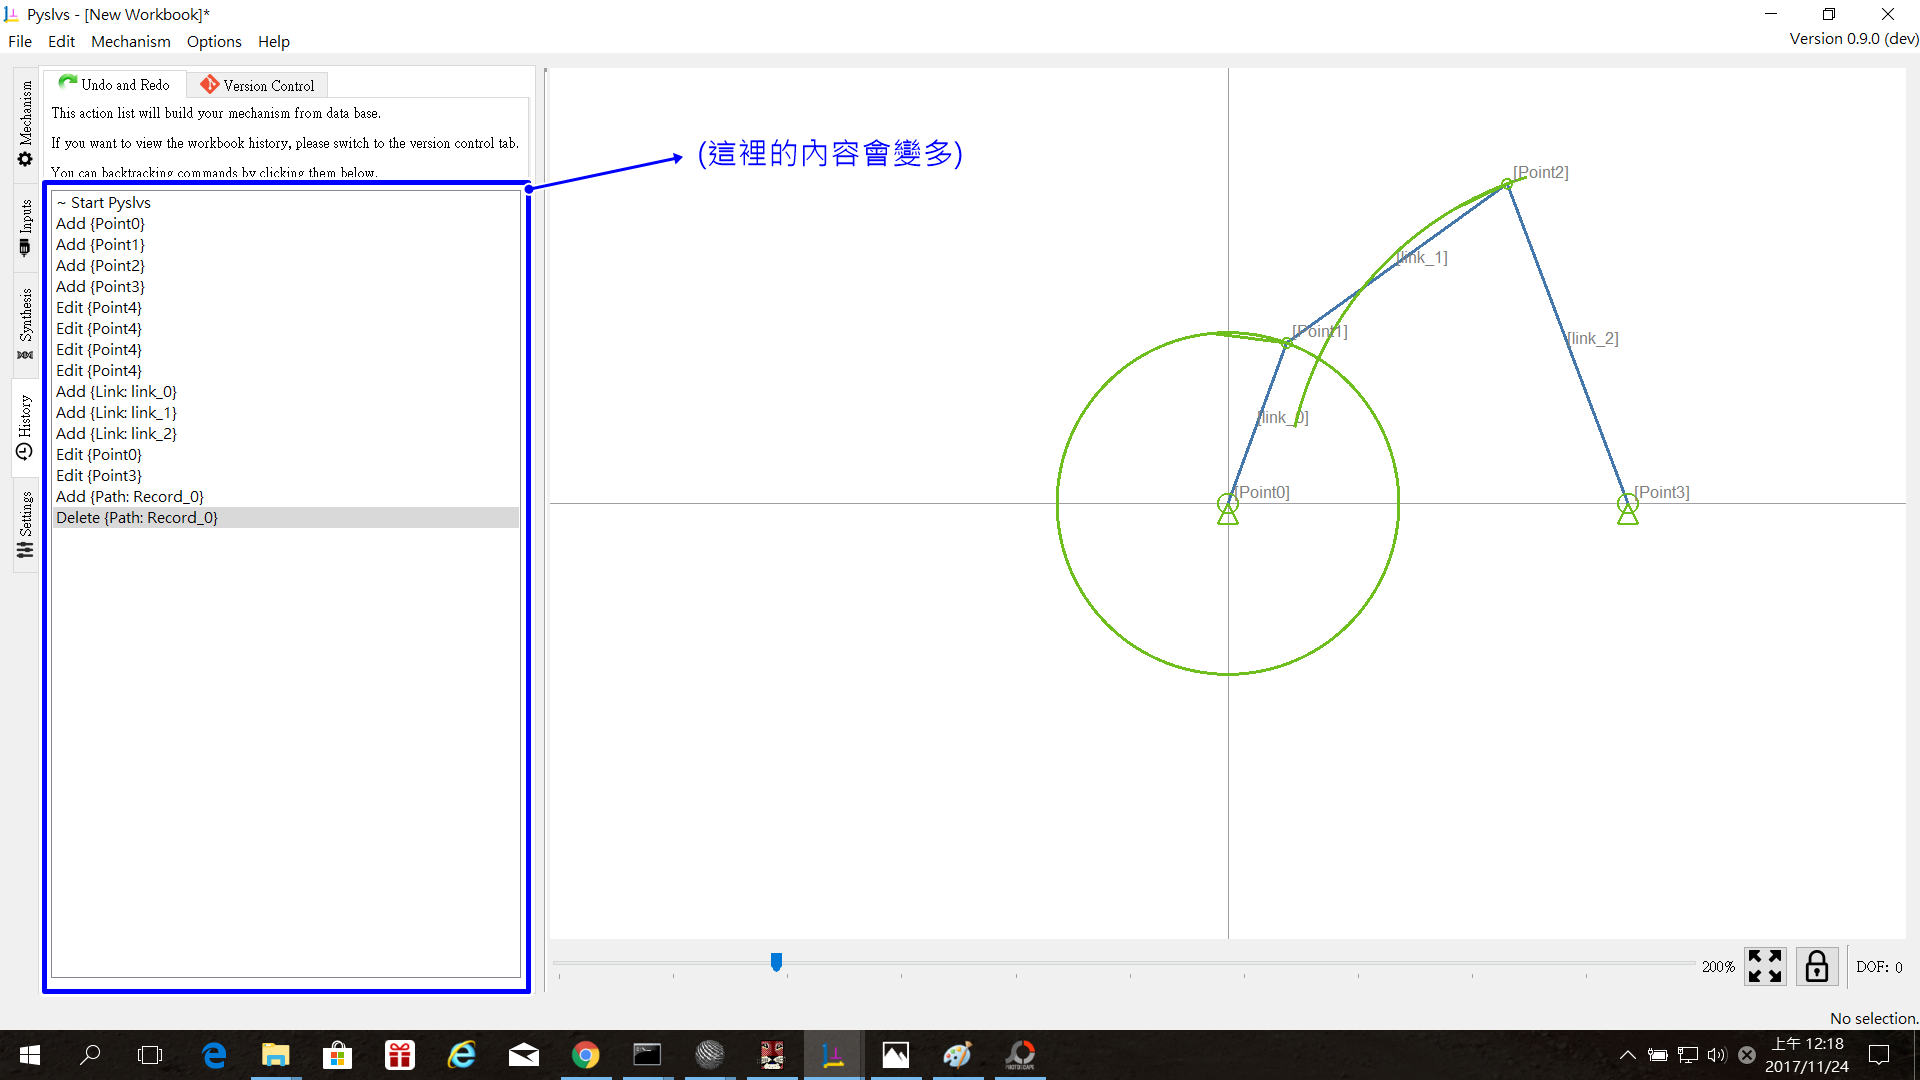 Pyslvs - [New Workbook]*
File Edit Mechanism Options Help
Version 0.9.0 (dev)
Mechanism
Inputs
Synthesis
History
Settings
Undo and Redo
Version Control
This action list will build your mechanism from data base.
If you want to view the workbook history, please switch to the version control tab.
You can backtracking commands by clicking them below.
(這裡的內容會變多)
~ Start Pyslvs
Add {Point0}
Add {Point1}
Add {Point2}
Add {Point3}
Edit {Point4}
Edit {Point4}
Edit {Point4}
Edit {Point4}
Add {Link: link_0}
Add {Link: link_1}
Add {Link: link_2}
Edit {Point0}
Edit {Point3}
Add {Path: Record_0}
Delete {Path: Record_0}
[Point2]
[link_1]
[Point1]
[link_2]
[link_0]
[Point0]
[Point3]
200%
DOF: 0
No selection.
PHOTOSCAPE
上午 12:18
2017/11/24